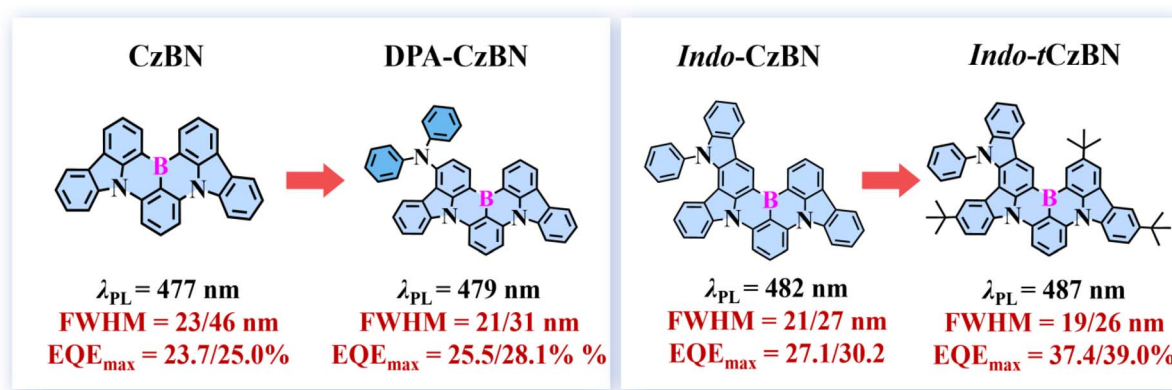 CzBN
DPA-CzBN
Indo-CzBN
Indo-tCzBN
B
N
N
N
B
N
N
N
B
N
N
N
B
N
N
λPL = 477 nm
FWHM = 23/46 nm
EQEmax = 23.7/25.0%
λPL = 479 nm
FWHM = 21/31 nm
EQEmax = 25.5/28.1% %
λPL = 482 nm
FWHM = 21/27 nm
EQEmax = 27.1/30.2
λPL = 487 nm
FWHM = 19/26 nm
EQEmax = 37.4/39.0%